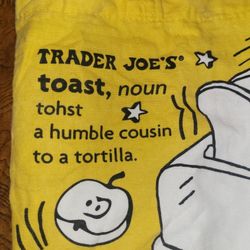 TRADER JOE'S®
toast, noun
tohst
a humble cousin
to a tortilla.